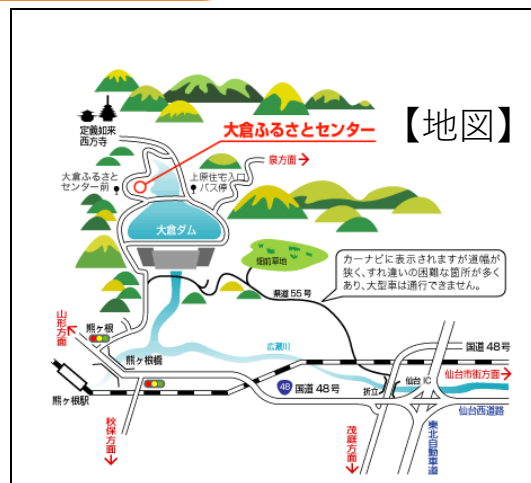 【地図】
定義如来
西方寺
大倉ふるさとセンター
泉方面
大倉ふるさと
センター前
上原住宅入口
バス停
大倉ダム
畑前草地
カーナビに表示されますが道幅が
狭く、すれ違いの困難な箇所が多く
あり、大型車は通行できません。
県道55号
山形方面
熊ヶ根
熊ヶ根橋
広瀬川
国道48号
仙台市街方面
48 国道48号
折立
仙台IC
仙台西道路
熊ヶ根駅
秋保方面
茂庭方面
東北自動車道